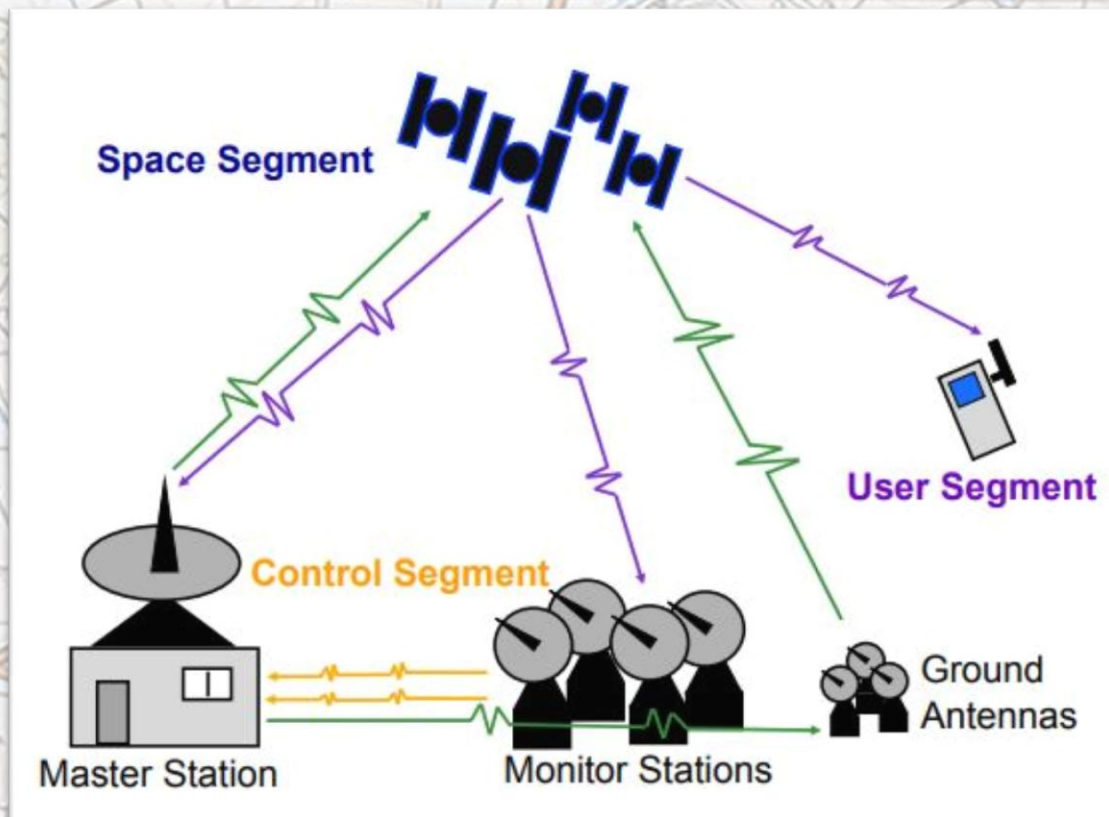 Space Segment
User Segment
Control Segment
Ground
Antennas
Master Station
Monitor Stations